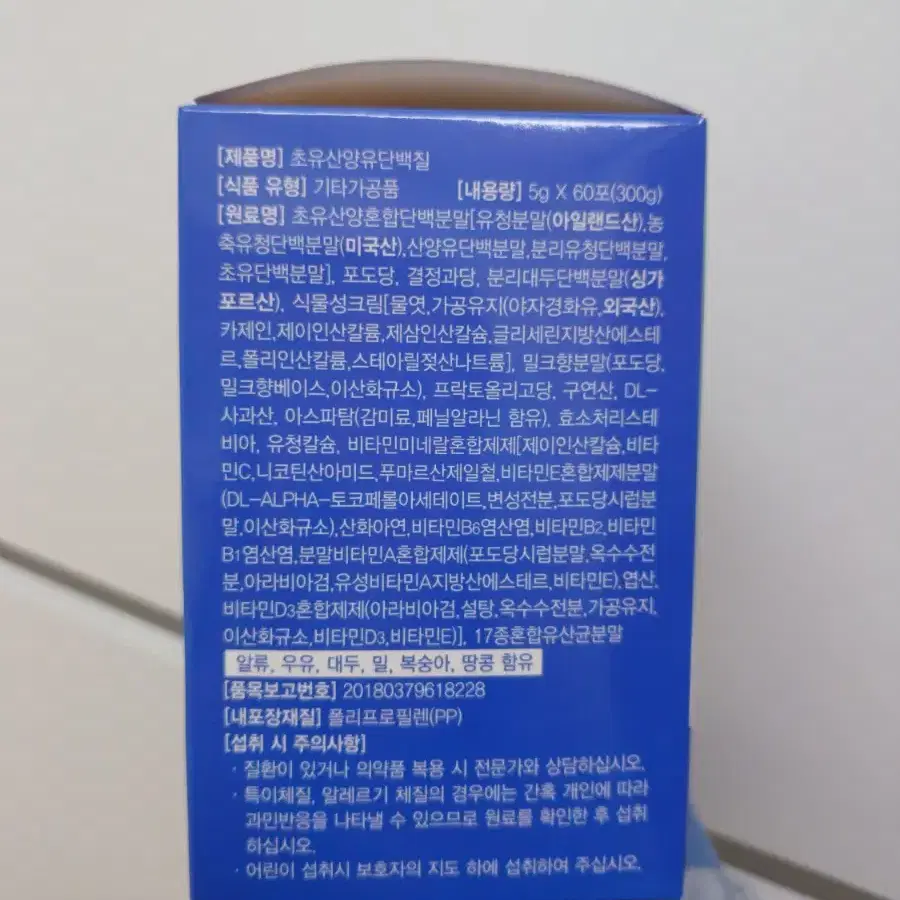 [제품명] 초유산양유단백질
[식품 유형] 기타가공품 [내용량] 5g X 60포(300g)
[원료명] 초유산양혼합단백분말[유청분말(아일랜드산),농
축유청단백분말(미국산),산양유단백분말,분리유청단백분말,
초유단백분말], 포도당, 결정과당, 분리대두단백분말(싱가
포르산), 식물성크림[물엿,가공유지(야자경화유,외국산),
카제인,제이인산칼륨,제삼인산칼슘,글리세린지방산에스테
르,폴리인산칼륨,스테아릴젖산나트륨], 밀크향분말(포도당,
밀크향베이스,이산화규소), 프락토올리고당, 구연산, DL-
사과산, 아스파탐(감미료,페닐알라닌 함유), 효소처리스테
비아, 유청칼슘, 비타민미네랄혼합제제[제이인산칼슘,비타
민C,니코틴산아미드,푸마르산제일철,비타민E혼합제제분말
(DL-ALPHA-토코페롤아세테이트,변성전분,포도당시럽분
말,이산화규소),산화아연,비타민B6염산염,비타민B2,비타민
B1염산염,분말비타민A혼합제제(포도당시럽분말,옥수수전
분,아라비아검,유성비타민A지방산에스테르,비타민E),엽산,
비타민D3혼합제제(아라비아검,설탕,옥수수전분,가공유지,
이산화규소,비타민D3,비타민E)], 17종혼합유산균분말
알류, 우유, 대두, 밀, 복숭아, 땅콩 함유
[품목보고번호] 20180379618228
[내포장재질] 폴리프로필렌(PP)
[섭취 시 주의사항]
· 질환이 있거나 의약품 복용 시 전문가와 상담하십시오.
· 특이체질, 알레르기 체질의 경우에는 간혹 개인에 따라
과민반응을 나타낼 수 있으므로 원료를 확인한 후 섭취
하십시오.
· 어린이 섭취시 보호자의 지도 하에 섭취하여 주십시오.